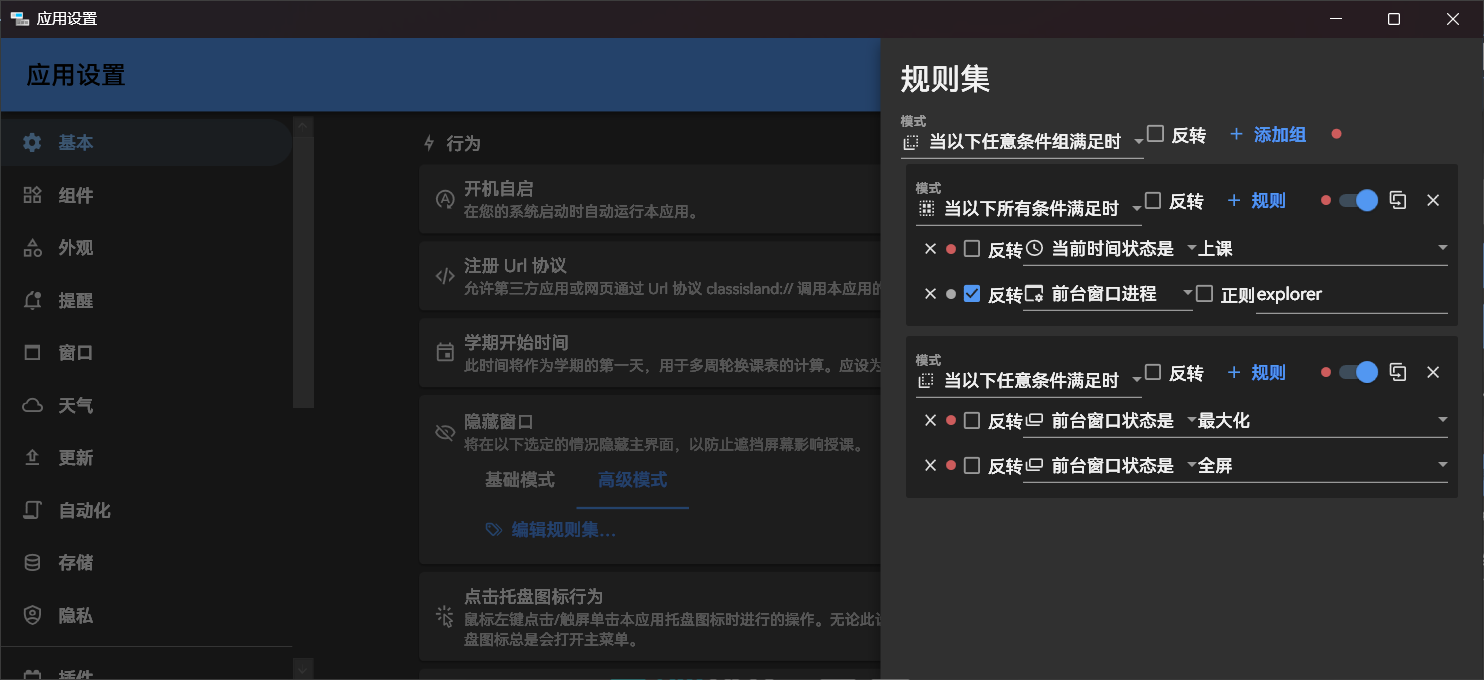 应用设置
应用设置
基本
组件
外观
提醒
窗口
天气
更新
自动化
存储
隐私
插件
行为
开机自启
在您的系统启动时自动运行本应用。
注册 Url 协议
允许第三方应用或网页通过 Url 协议 classisland:// 调用本应用的
学期开始时间
此时间将作为学期的第一天，用于多周轮换课表的计算。应设为
隐藏窗口
将在以下选定的情况隐藏主界面，以防止遮挡屏幕影响授课。
基础模式 高级模式
编辑规则集...
点击托盘图标行为
鼠标左键点击/触屏单击本应用托盘图标时进行的操作。无论此
盘图标总是会打开主菜单。
规则集
模式
当以下任意条件组满足时 反转 + 添加组
模式
当以下所有条件满足时 反转 + 规则
反转 当前时间状态是 上课
反转 前台窗口进程 正则 explorer
模式
当以下任意条件满足时 反转 + 规则
反转 前台窗口状态是 最大化
反转 前台窗口状态是 全屏